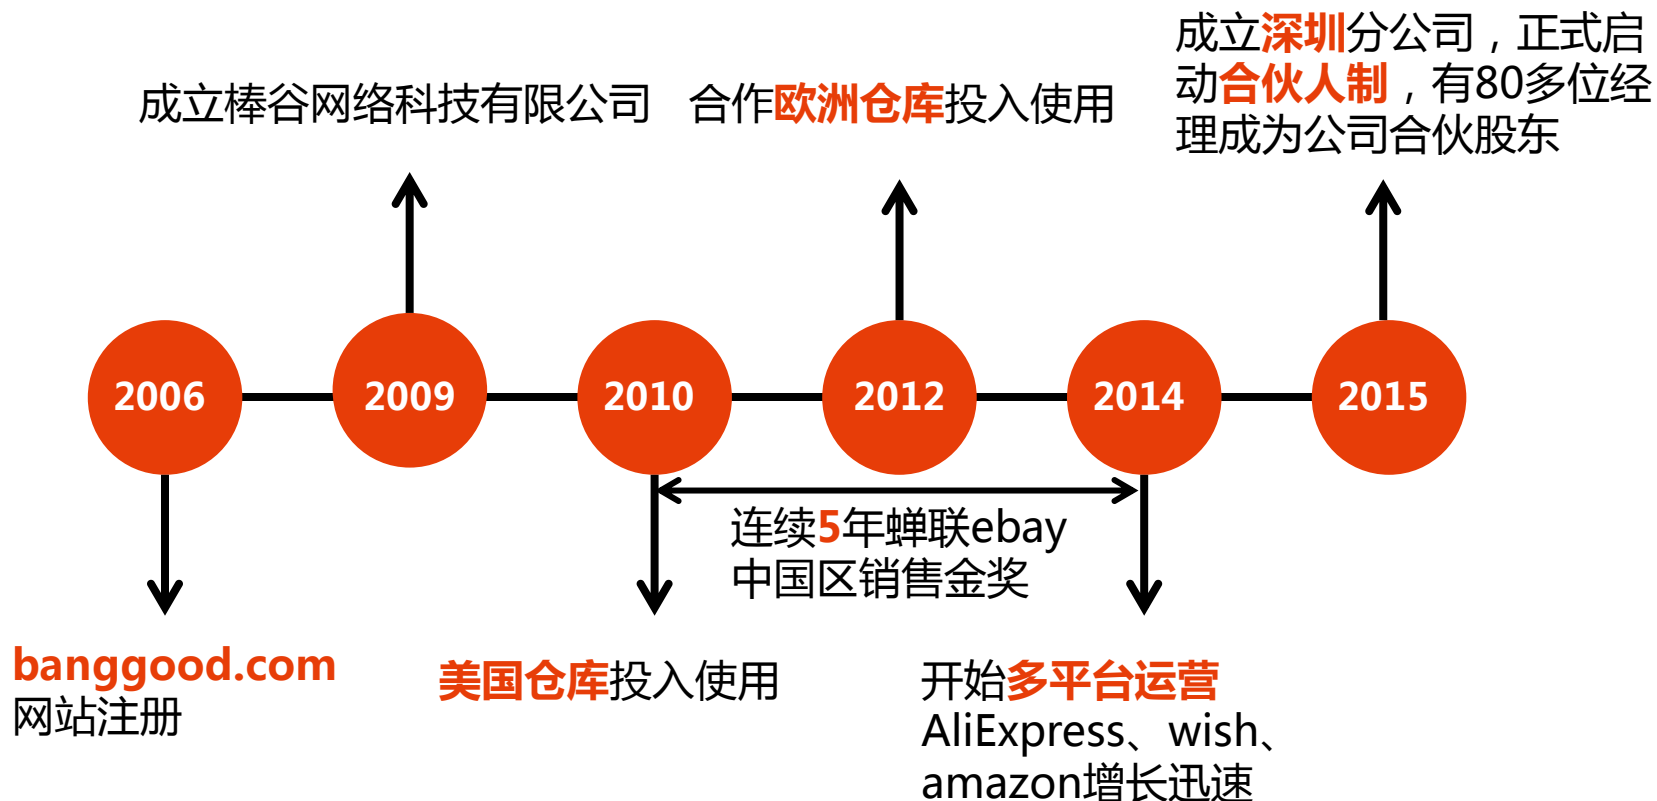 成立深圳分公司，正式启
动合伙人制，有80多位经
理成为公司合伙股东
成立棒谷网络科技有限公司
合作欧洲仓库投入使用
2006
2009
2010
2012
2014
2015
连续5年蝉联ebay
中国区销售金奖
banggood.com
网站注册
美国仓库投入使用
开始多平台运营
AliExpress、wish、
amazon增长迅速